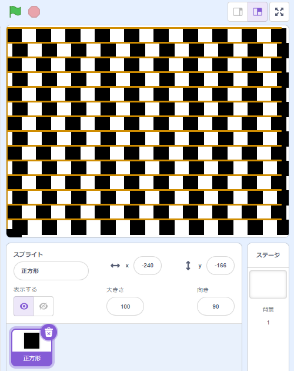 スプライト
ステージ
正方形
x -240
y -166
表示する
大きさ
向き
100
90
背景
1
正方形